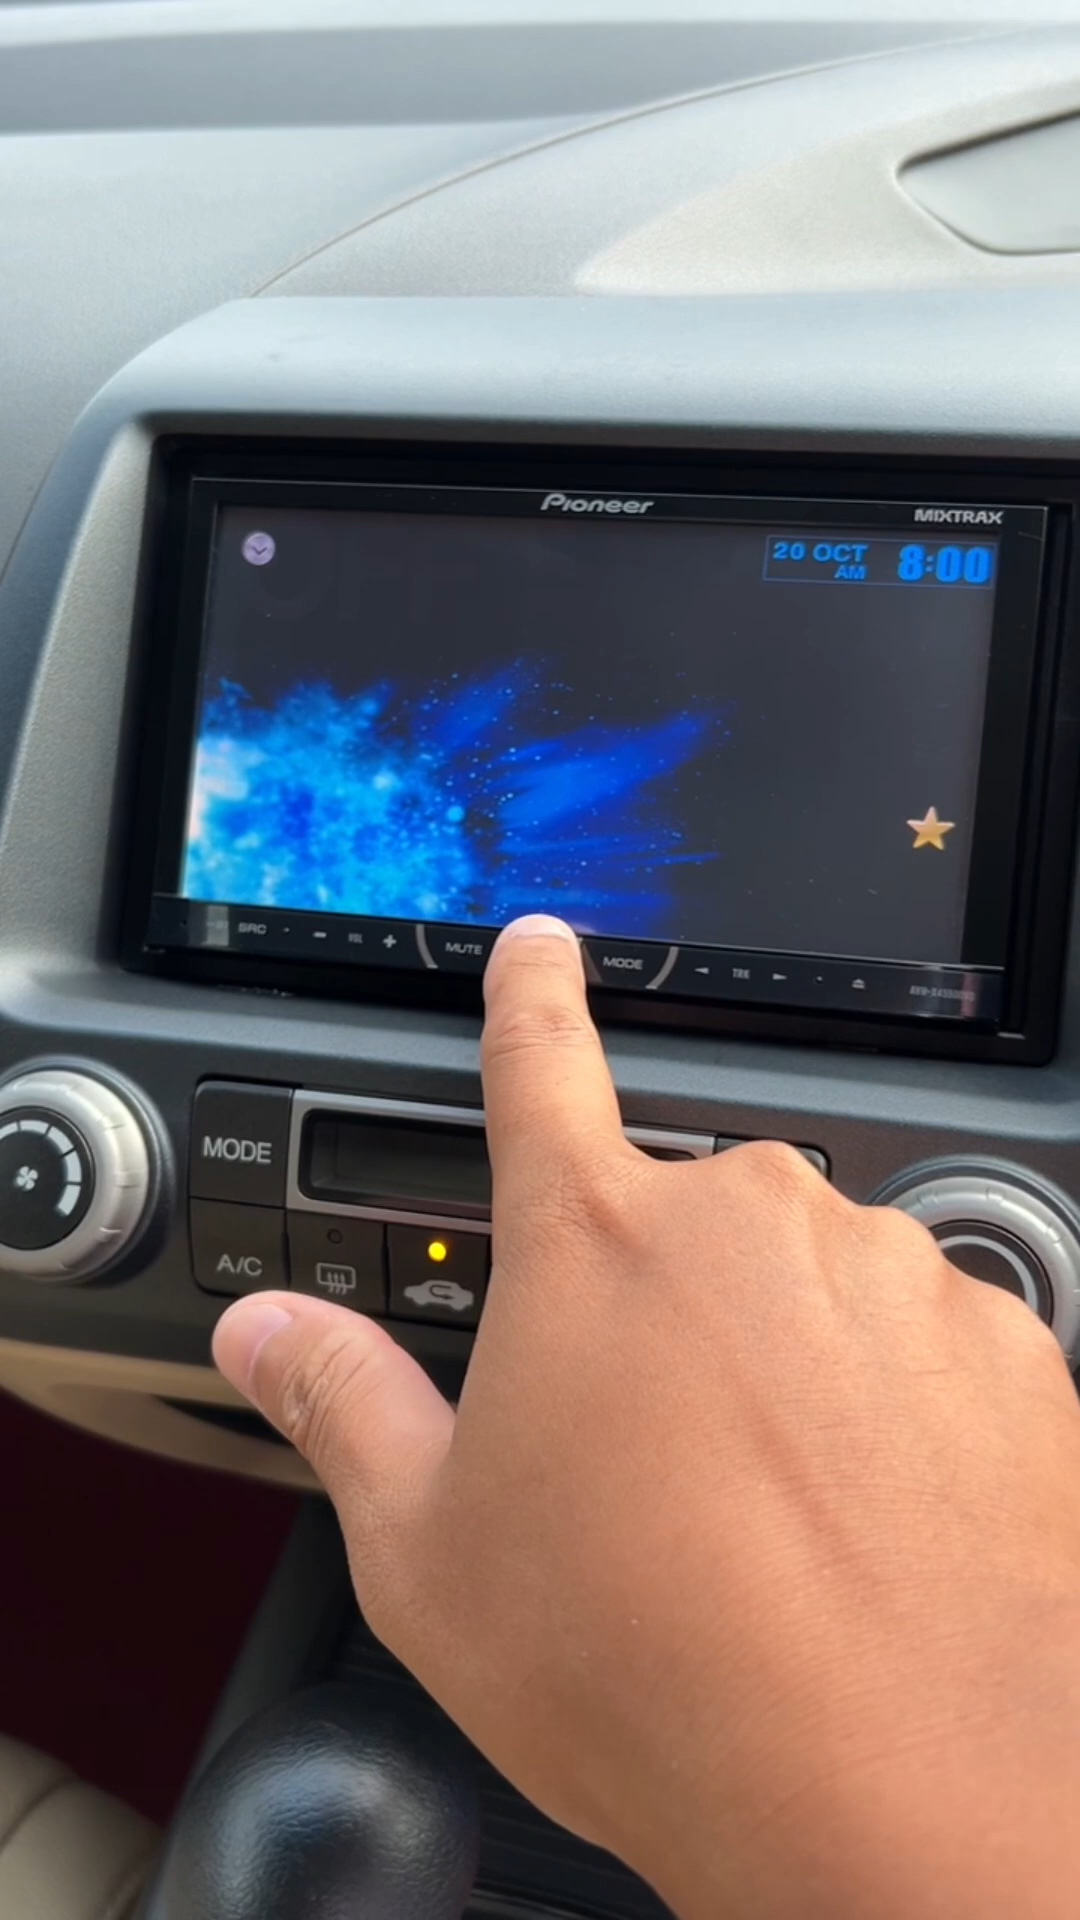 Pioneer
MIXTRAX
20 OCT
AM
8:00
SRC
VOL
MUTE
MODE
TRK
MODE
A/C